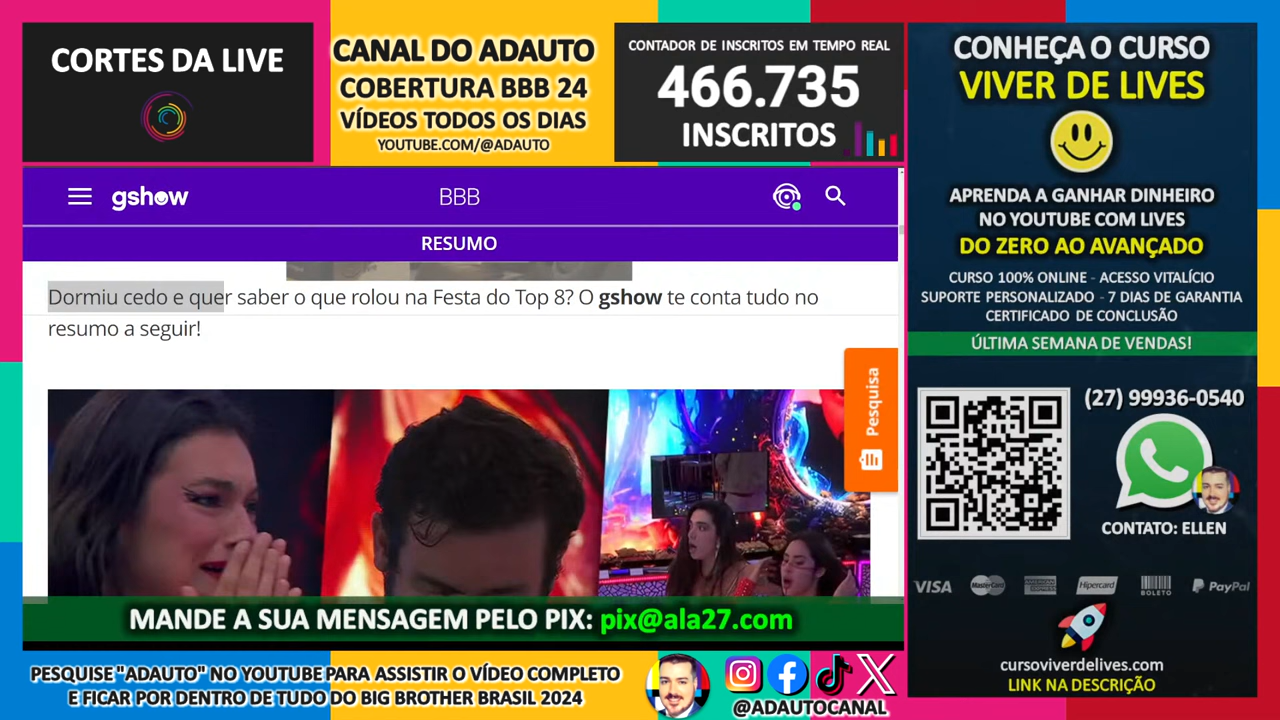 CORTES DA LIVE
CANAL DO ADAUTO
COBERTURA BBB 24
VÍDEOS TODOS OS DIAS
YOUTUBE.COM/@ADAUTO
CONTADOR DE INSCRITOS EM TEMPO REAL
466.735
INSCRITOS
gshow
BBB
RESUMO
Dormiu cedo e quer saber o que rolou na Festa do Top 8? O gshow te conta tudo no
resumo a seguir!
Pesquisa
MANDE A SUA MENSAGEM PELO PIX: pix@ala27.com
PESQUISE "ADAUTO" NO YOUTUBE PARA ASSISTIR O VÍDEO COMPLETO
E FICAR POR DENTRO DE TUDO DO BIG BROTHER BRASIL 2024
@ADAUTOCANAL
CONHEÇA O CURSO
VIVER DE LIVES
APRENDA A GANHAR DINHEIRO
NO YOUTUBE COM LIVES
DO ZERO AO AVANÇADO
CURSO 100% ONLINE - ACESSO VITALÍCIO
SUPORTE PERSONALIZADO - 7 DIAS DE GARANTIA
CERTIFICADO DE CONCLUSÃO
ÚLTIMA SEMANA DE VENDAS!
(27) 99936-0540
CONTATO: ELLEN
VISA MasterCard AMERICAN EXPRESS Hipercard BOLETO PayPal
cursoviverdelives.com
LINK NA DESCRIÇÃO